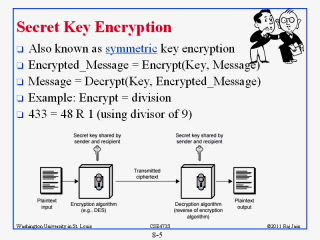 Secret Key Encryption
Also known as symmetric key encryption
Encrypted_Message = Encrypt(Key, Message)
Message = Decrypt(Key, Encrypted_Message)
Example: Encrypt = division
433 = 48 R 1 (using divisor of 9)
Secret key shared by
sender and recipient
Secret key shared by
sender and recipient
Transmitted
ciphertext
Plaintext
input
Encryption algorithm
(e.g., DES)
Decryption algorithm
(reverse of encryption
algorithm)
Plaintext
output
Washington University in St. Louis
CSE473S
©2011 Raj Jain
8-5